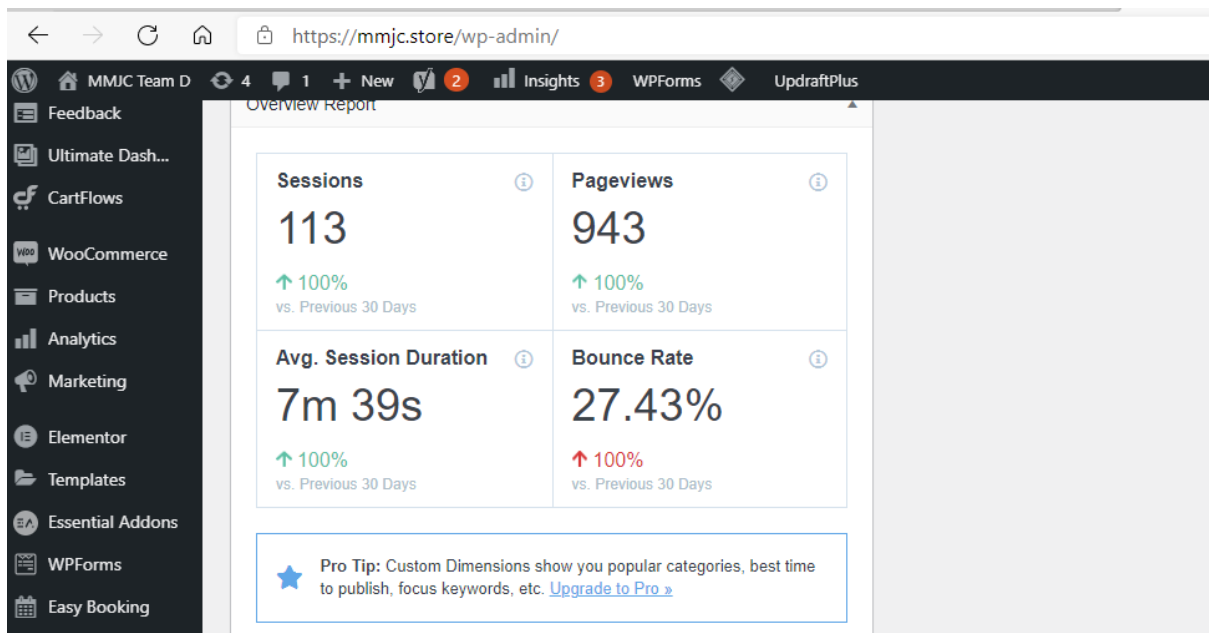 https://mmjc.store/wp-admin/
MMJC Team D 4 1 + New 2 Insights 3 WPForms UpdraftPlus
Overview Report
Feedback
Ultimate Dash...
CartFlows
WOO WooCommerce
Products
Analytics
Marketing
Elementor
Templates
EA Essential Addons
WPForms
Easy Booking
Sessions
113
100%
vs. Previous 30 Days
Pageviews
943
100%
vs. Previous 30 Days
Avg. Session Duration
7m 39s
100%
vs. Previous 30 Days
Bounce Rate
27.43%
100%
vs. Previous 30 Days
Pro Tip: Custom Dimensions show you popular categories, best time
to publish, focus keywords, etc. Upgrade to Pro »